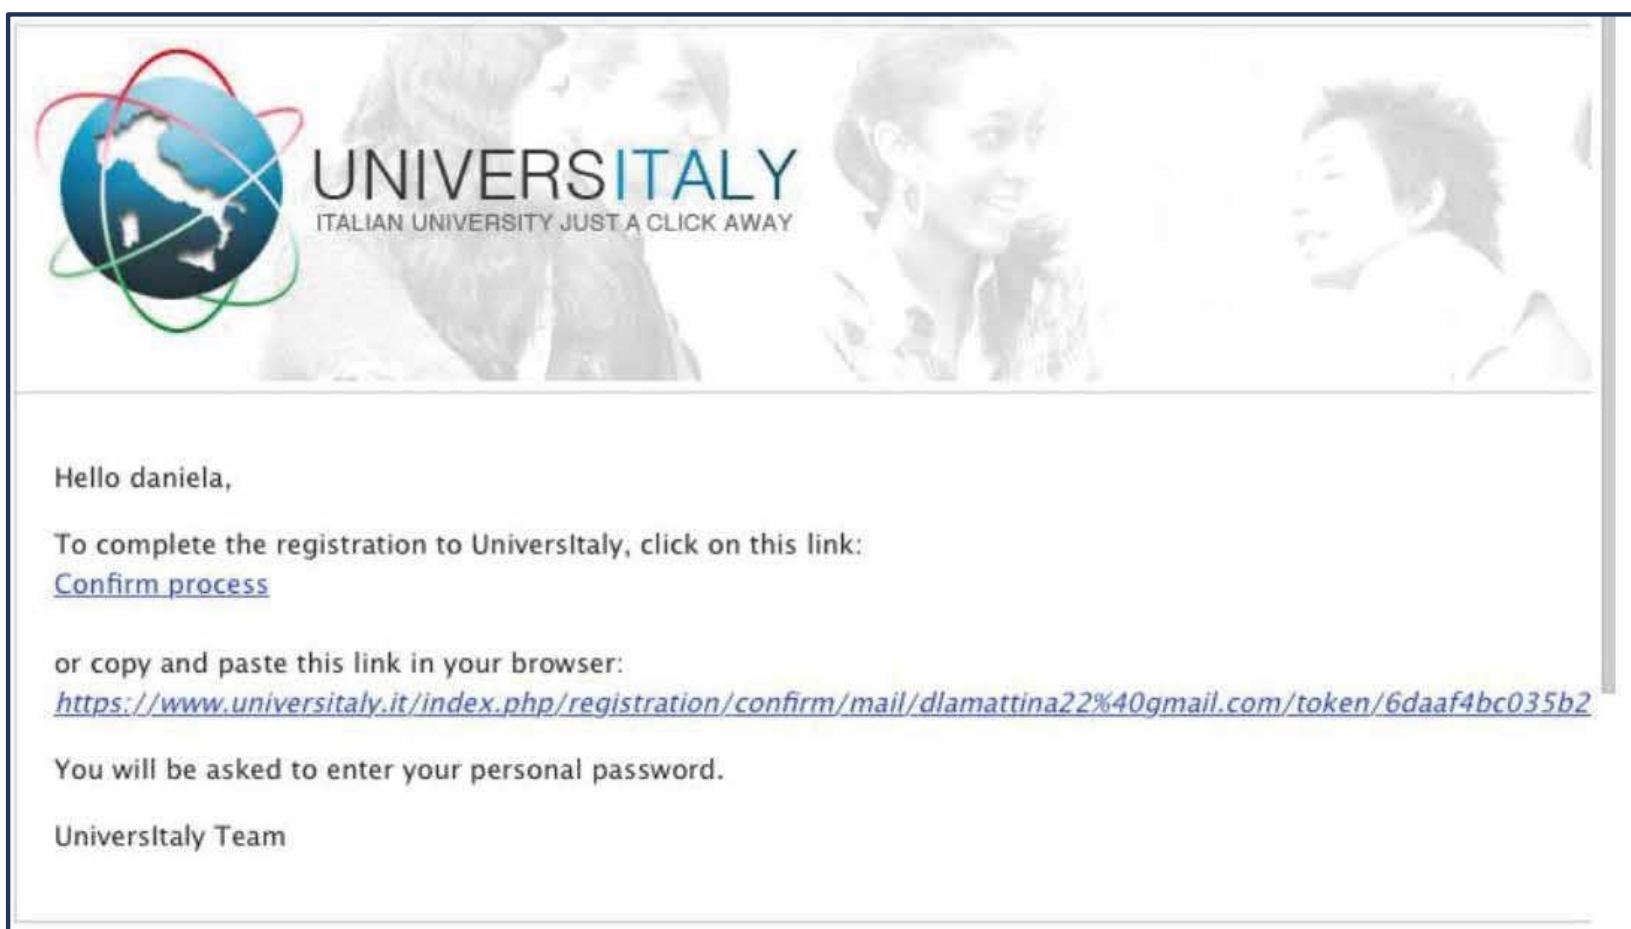 UNIVERSITALY
ITALIAN UNIVERSITY JUST A CLICK AWAY
Hello daniela,
To complete the registration to UniversItaly, click on this link:
Confirm process
or copy and paste this link in your browser:
https://www.universitaly.it/index.php/registration/confirm/mail/dlamattina22%40gmail.com/token/6daaf4bc035b2
You will be asked to enter your personal password.
UniversItaly Team